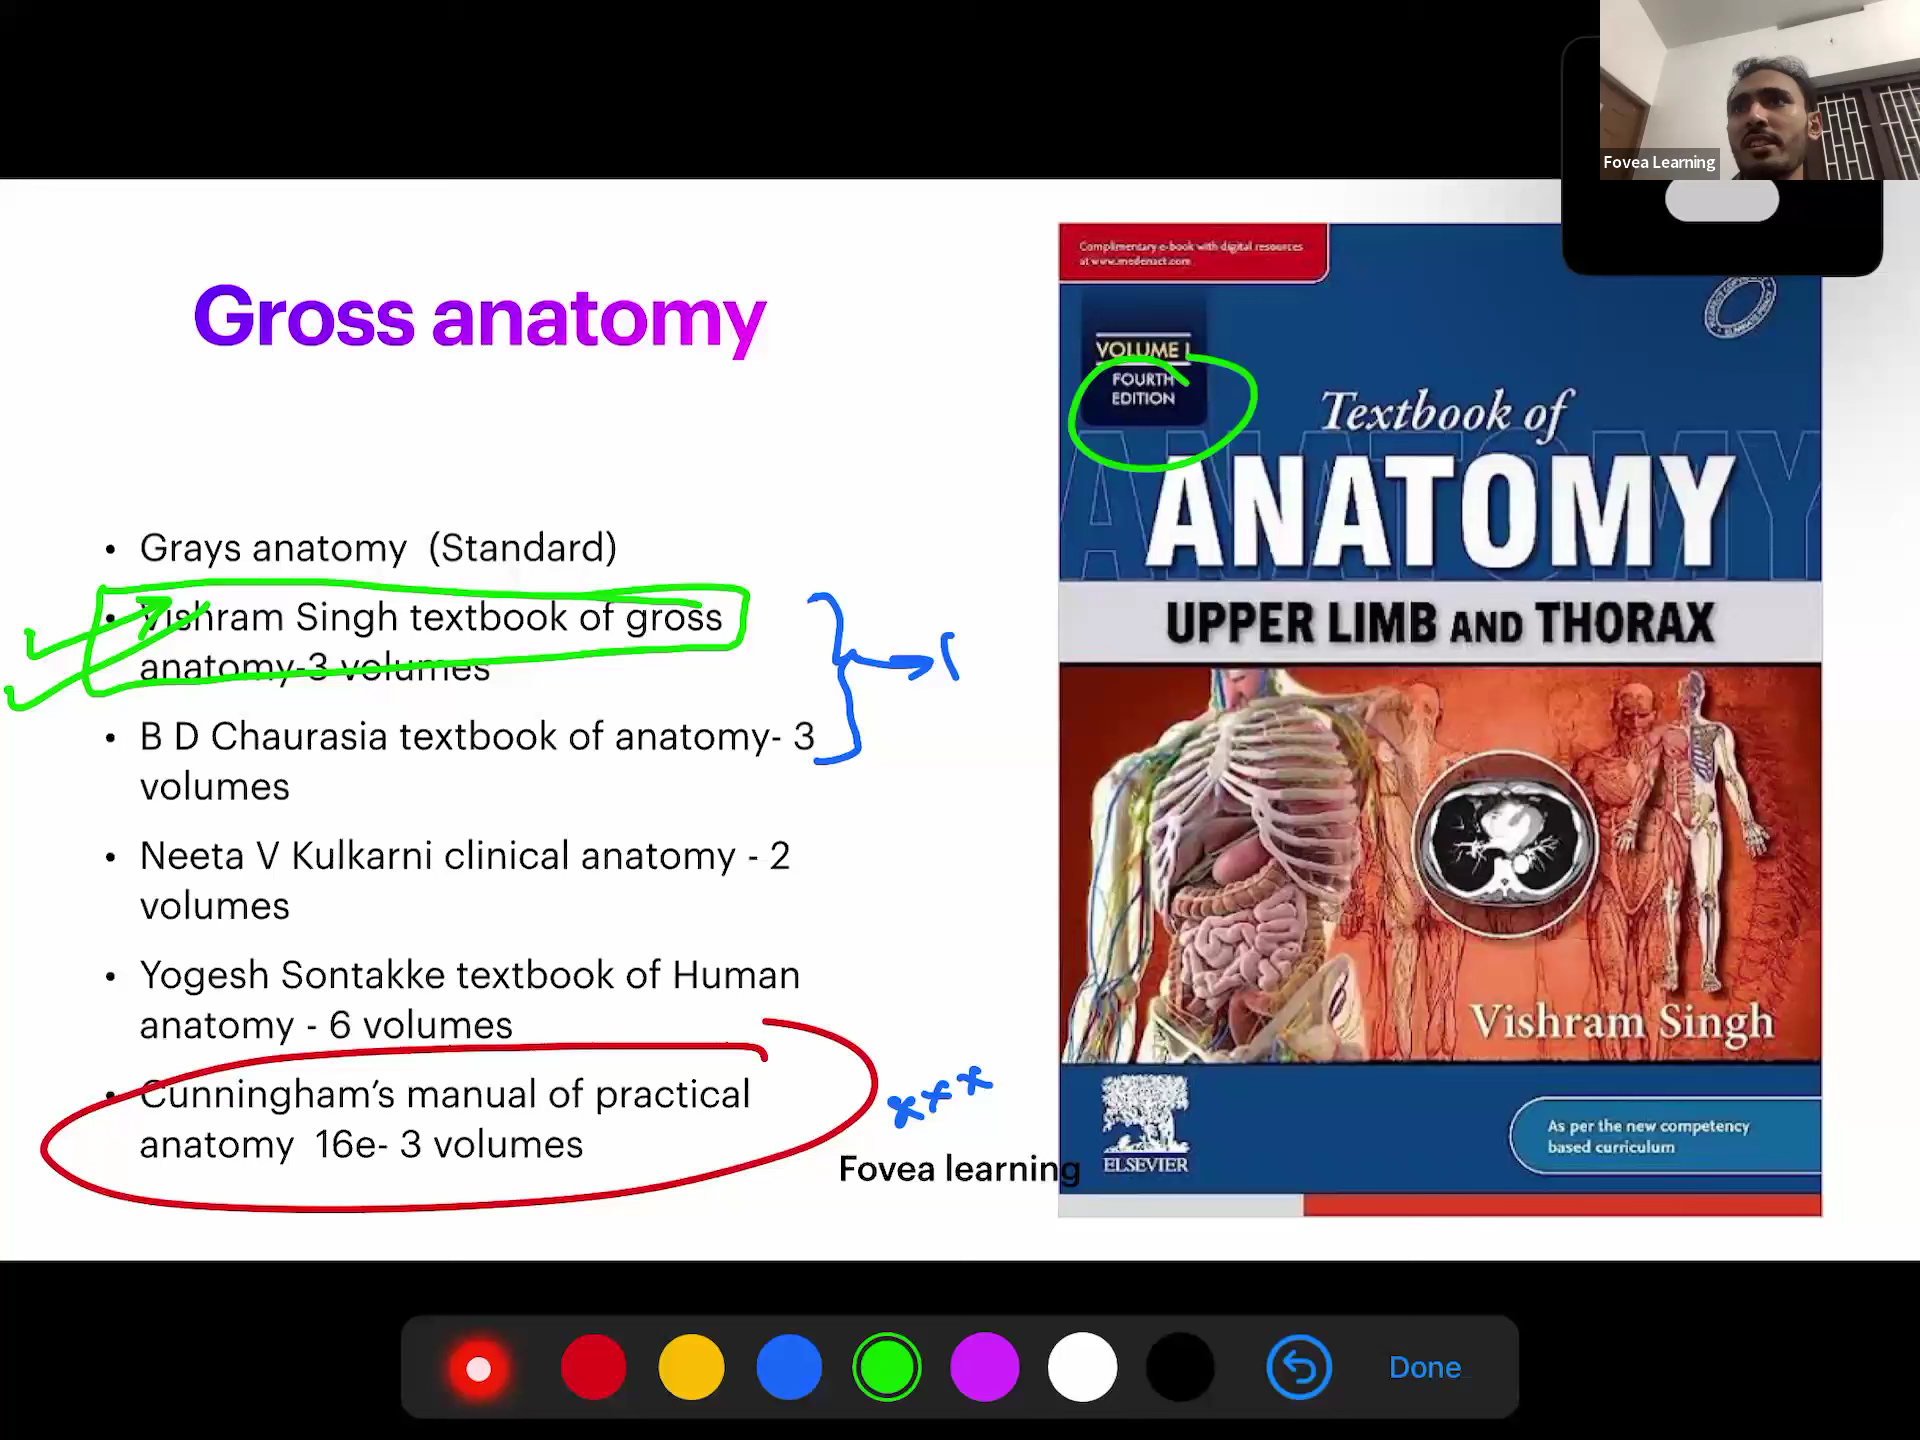 Fovea Learning
Gross anatomy
• Grays anatomy (Standard)
• Vishram Singh textbook of gross
anatomy-3 volumes
• B D Chaurasia textbook of anatomy- 3
volumes
• Neeta V Kulkarni clinical anatomy - 2
volumes
• Yogesh Sontakke textbook of Human
anatomy - 6 volumes
• Cunningham’s manual of practical
anatomy 16e- 3 volumes
Fovea learning
Complimentary e-book with digital resources
at www.medenact.com
VOLUME I
FOURTH
EDITION
Textbook of
ANATOMY
UPPER LIMB AND THORAX
Vishram Singh
ELSEVIER
As per the new competency
based curriculum
Done